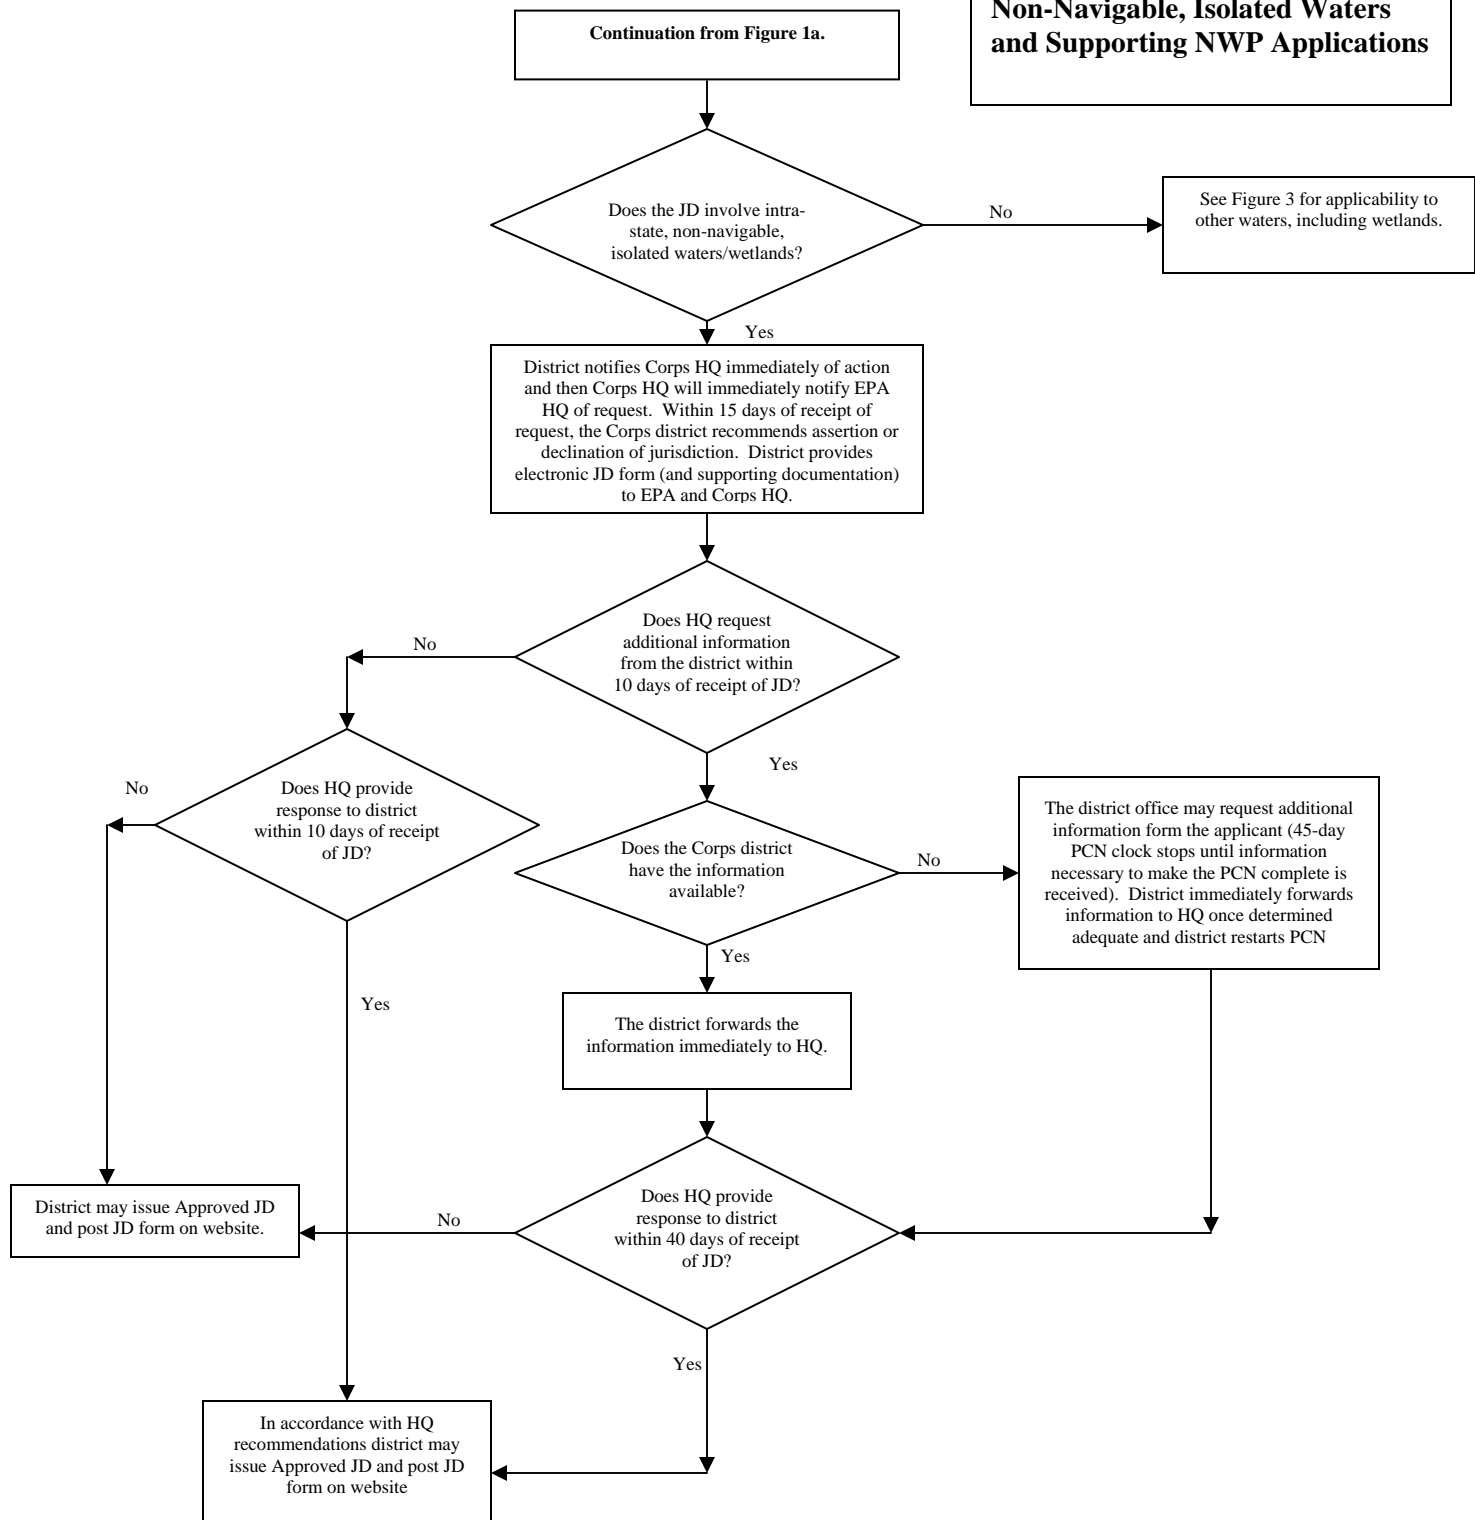 Non-Navigable, Isolated Waters
and Supporting NWP Applications
Continuation from Figure 1a.
Does the JD involve intra-
state, non-navigable,
isolated waters/wetlands?
No
See Figure 3 for applicability to
other waters, including wetlands.
Yes
District notifies Corps HQ immediately of action
and then Corps HQ will immediately notify EPA
HQ of request.  Within 15 days of receipt of
request, the Corps district recommends assertion or
declination of jurisdiction.  District provides
electronic JD form (and supporting documentation)
to EPA and Corps HQ.
Does HQ request
additional information
from the district within
10 days of receipt of JD?
No
Yes
Does HQ provide
response to district
within 10 days of receipt
of JD?
No
Yes
Does the Corps district
have the information
available?
No
The district office may request additional
information form the applicant (45-day
PCN clock stops until information
necessary to make the PCN complete is
received).  District immediately forwards
information to HQ once determined
adequate and district restarts PCN
Yes
The district forwards the
information immediately to HQ.
Does HQ provide
response to district
within 40 days of receipt
of JD?
No
District may issue Approved JD
and post JD form on website.
Yes
In accordance with HQ
recommendations district may
issue Approved JD and post JD
form on website